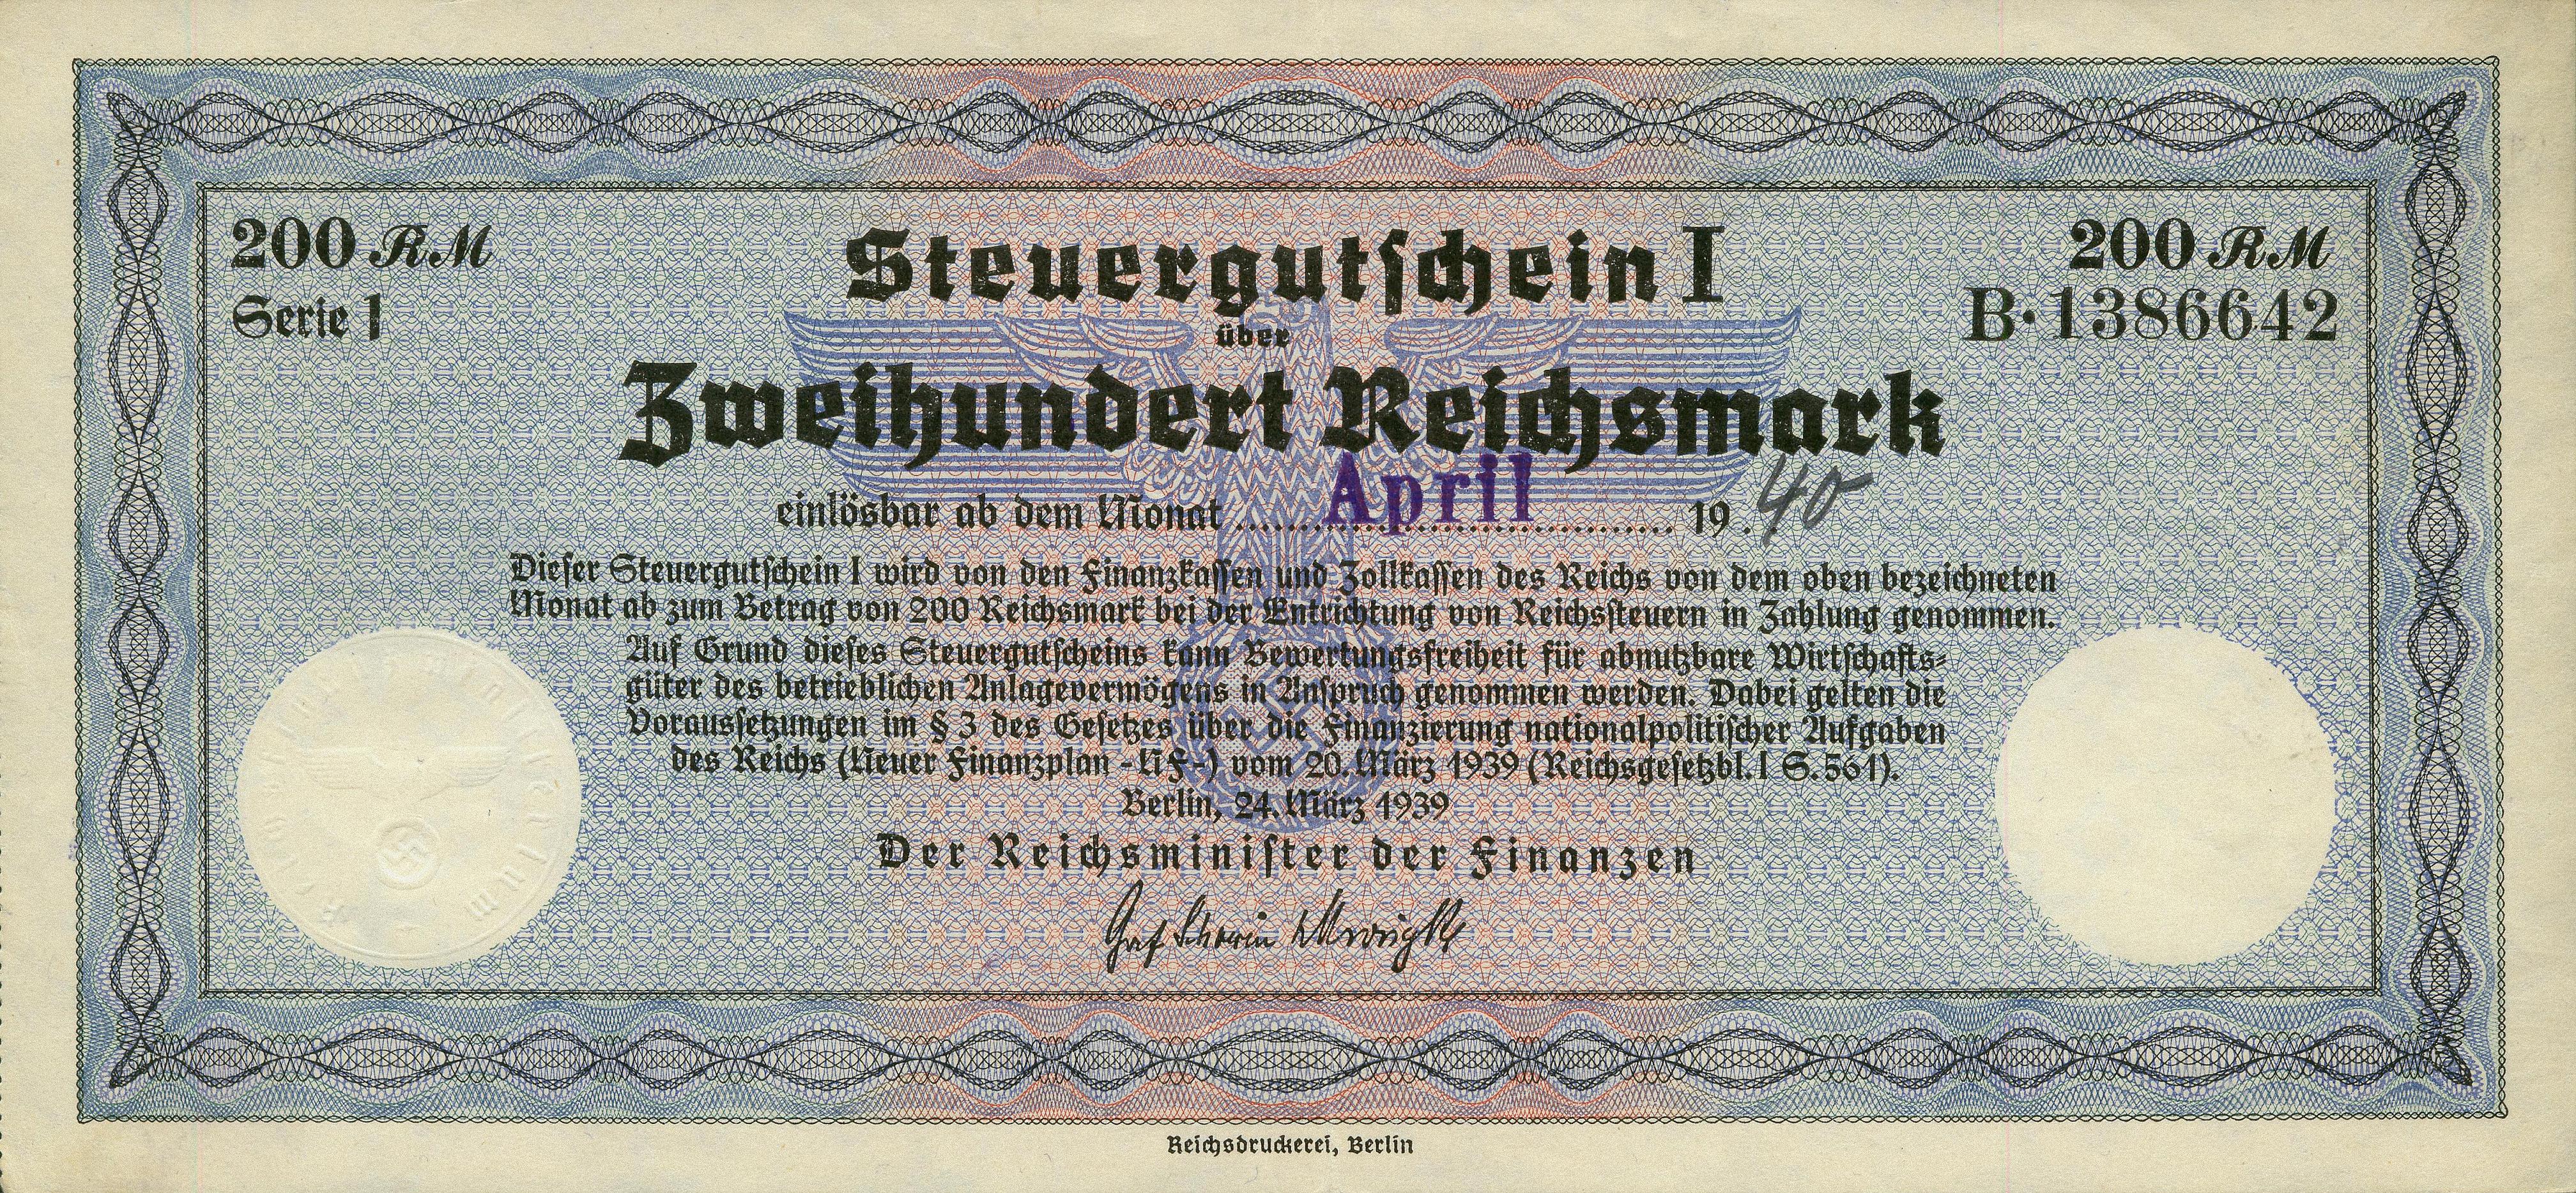 200 RM
Steuergutschein I
200 RM
Serie 1
B·1386642
über
Zweihundert Reichsmark
einlösbar ab dem Monat April 19.40
Dieser Steuergutschein I wird von den Finanzkassen und Zollkassen des Reichs von dem oben bezeichneten
Monat ab zum Betrag von 200 Reichsmark bei der Entrichtung von Reichssteuern in Zahlung genommen.
Auf Grund dieses Steuergutscheins kann Bewertungsfreiheit für abnutzbare Wirtschafts-
güter des betrieblichen Anlagevermögens in Anspruch genommen werden. Dabei gelten die
Voraussetzungen im § 3 des Gesetzes über die Finanzierung nationalpolitischer Aufgaben
des Reichs (Neuer Finanzplan -NF-) vom 20. März 1939 (Reichsgesetzbl. I S. 561).
Berlin, 24. März 1939
Der Reichsminister der Finanzen
Graf Schwerin Krosigk
Reichsdruckerei, Berlin